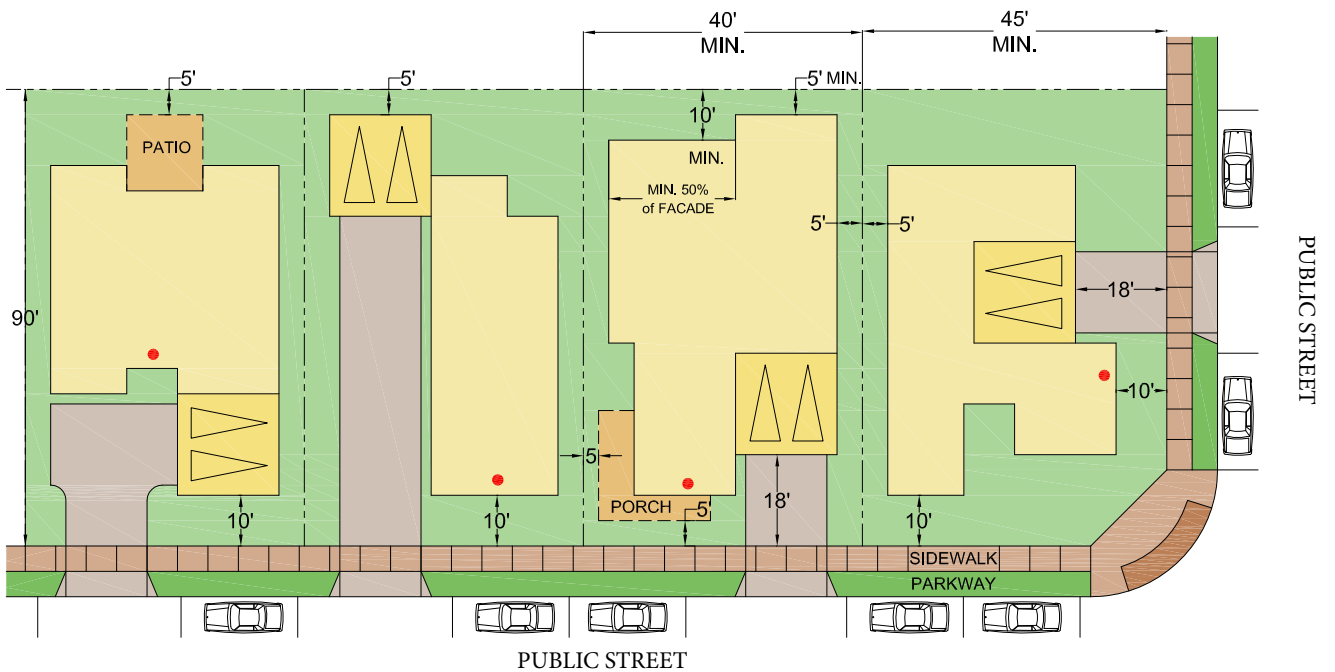 40'
MIN.
45'
MIN.
5'
5'
5' MIN.
10'
MIN.
PATIO
MIN. 50%
of FACADE
5'
5'
90'
18'
PUBLIC STREET
10'
5
PORCH
5'
18'
10'
10'
10'
SIDEWALK
PARKWAY
PUBLIC STREET